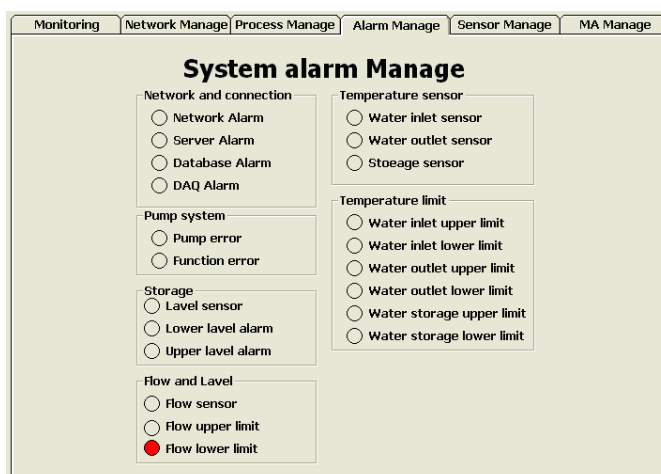 Monitoring Network Manage Process Manage Alarm Manage Sensor Manage MA Manage
System alarm Manage
Network and connection
Network Alarm
Server Alarm
Database Alarm
DAQ Alarm
Pump system
Pump error
Function error
Storage
Lavel sensor
Lower level alarm
Upper level alarm
Flow and Lavel
Flow sensor
Flow upper limit
Flow lower limit
Temperature sensor
Water inlet sensor
Water outlet sensor
Stoeage sensor
Temperature limit
Water inlet upper limit
Water inlet lower limit
Water outlet upper limit
Water outlet lower limit
Water storage upper limit
Water storage lower limit